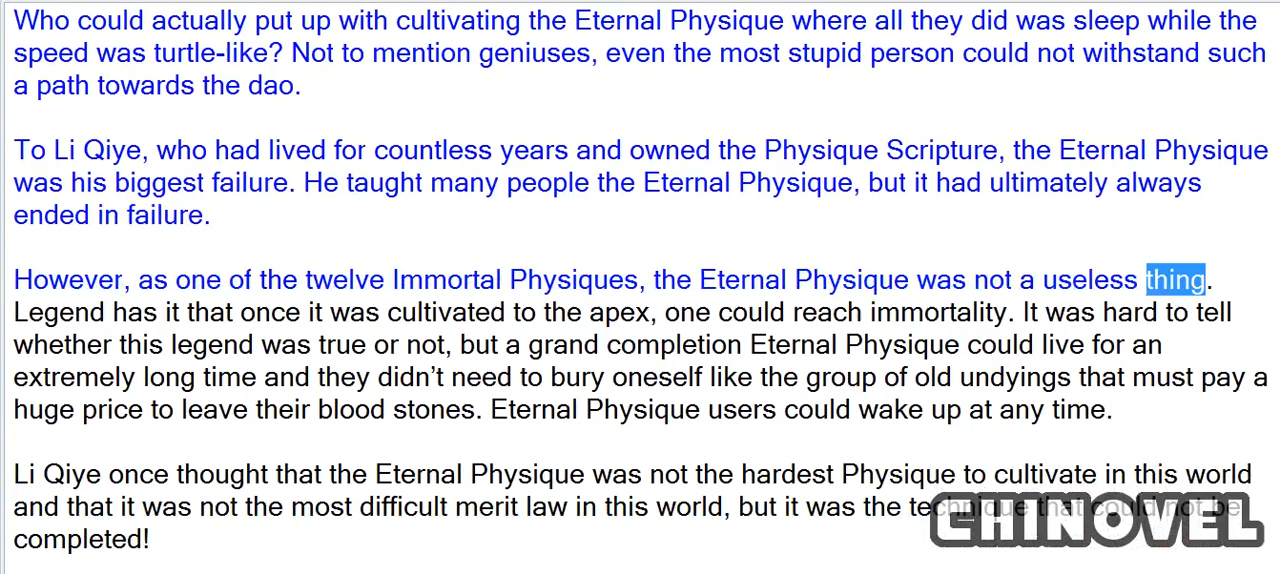 Who could actually put up with cultivating the Eternal Physique where all they did was sleep while the
speed was turtle-like? Not to mention geniuses, even the most stupid person could not withstand such
a path towards the dao.
To Li Qiye, who had lived for countless years and owned the Physique Scripture, the Eternal Physique
was his biggest failure. He taught many people the Eternal Physique, but it had ultimately always
ended in failure.
However, as one of the twelve Immortal Physiques, the Eternal Physique was not a useless thing.
Legend has it that once it was cultivated to the apex, one could reach immortality. It was hard to tell
whether this legend was true or not, but a grand completion Eternal Physique could live for an
extremely long time and they didn’t need to bury oneself like the group of old undyings that must pay a
huge price to leave their blood stones. Eternal Physique users could wake up at any time.
Li Qiye once thought that the Eternal Physique was not the hardest Physique to cultivate in this world
and that it was not the most difficult merit law in this world, but it was the technique that could not be
completed!
CHINOVEL